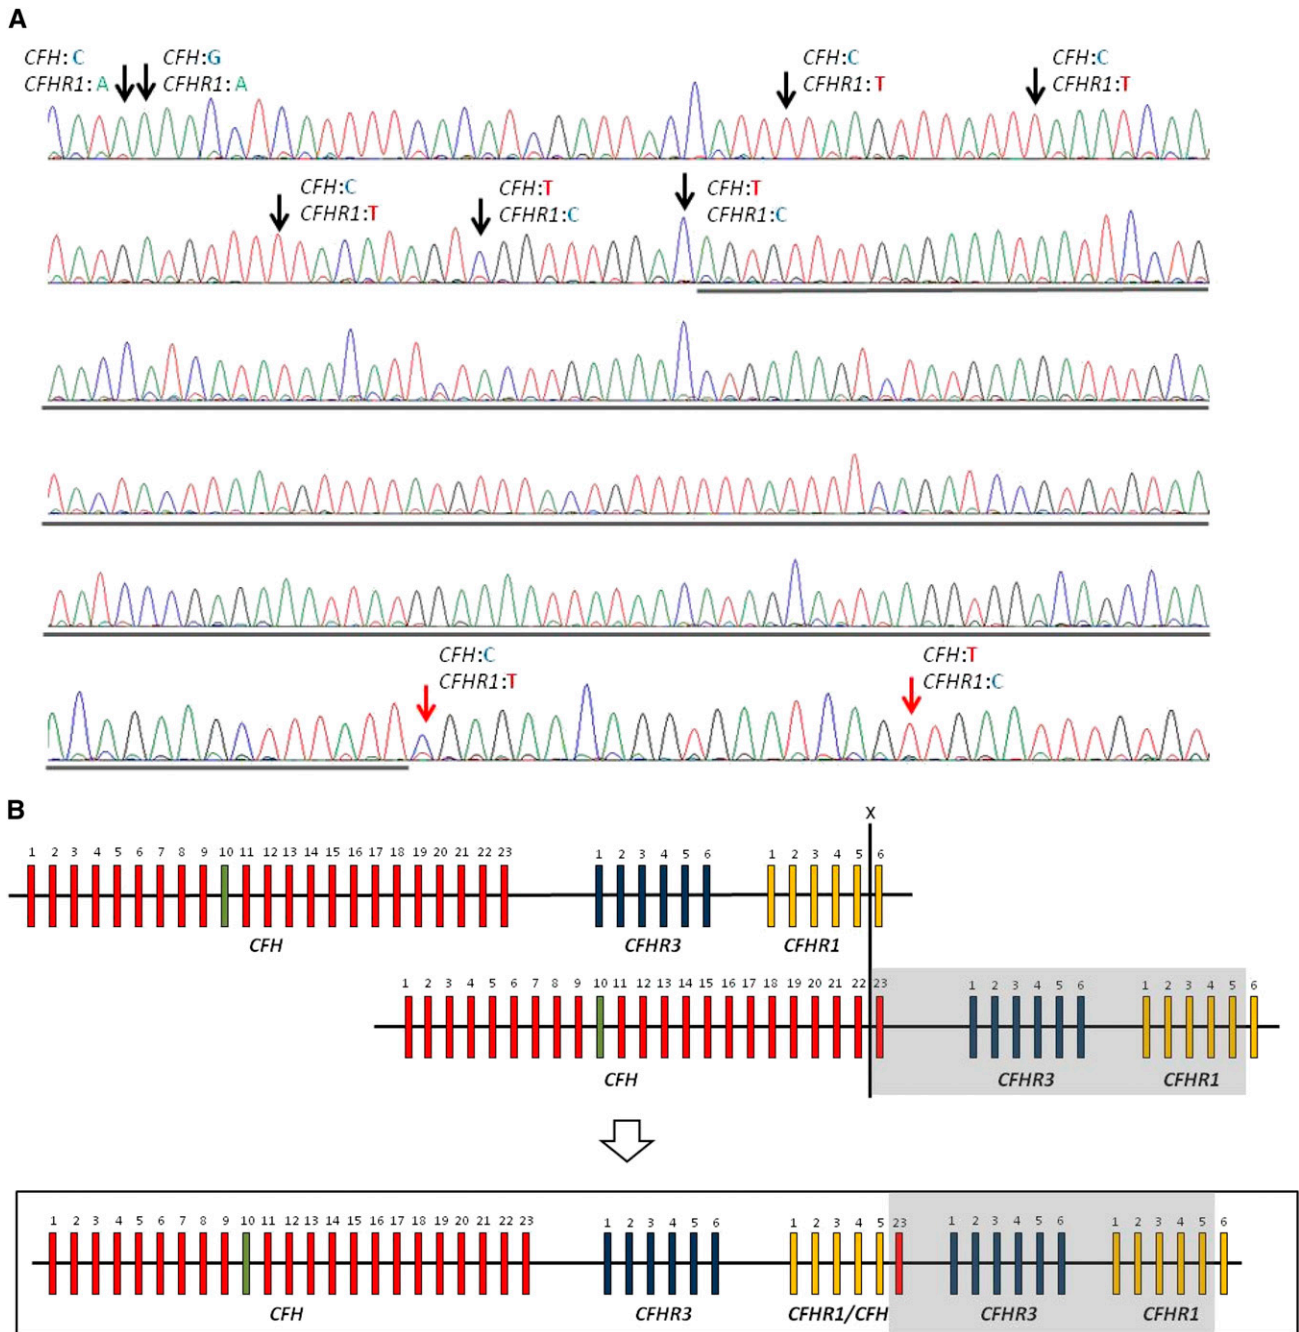 A
CFH: C CFH:G CFH:C CFH:C
CFHR1: A CFHR1: A CFHR1:T CFHR1:T
CFH:C CFH:T CFH:T
CFHR1:T CFHR1:C CFHR1:C
CFH:C CFH:T
CFHR1:T CFHR1:C
B
X
1 2 3 4 5 6 7 8 9 10 11 12 13 14 15 16 17 18 19 20 21 22 23 1 2 3 4 5 6 1 2 3 4 5 6
CFH CFHR3 CFHR1
1 2 3 4 5 6 7 8 9 10 11 12 13 14 15 16 17 18 19 20 21 22 23 1 2 3 4 5 6 1 2 3 4 5 6
CFH CFHR3 CFHR1
1 2 3 4 5 6 7 8 9 10 11 12 13 14 15 16 17 18 19 20 21 22 23 1 2 3 4 5 6 1 2 3 4 5 23 1 2 3 4 5 6 1 2 3 4 5 6
CFH CFHR3 CFHR1/CFH CFHR3 CFHR1